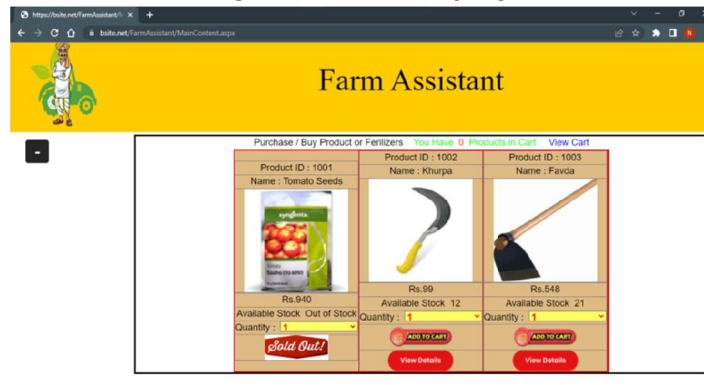 https://bsite.net/FarmAssistant/
bsite.net/FarmAssistant/MainContent.aspx
Farm Assistant
Purchase / Buy Product or Ferilizers You Have 0 Products in Cart View Cart
Product ID : 1001
Name : Tomato Seeds
syngenta.
Rs.940
Available Stock Out of Stock
Quantity : 1
Sold Out!
Product ID : 1002
Name : Khurpa
Rs.99
Available Stock 12
Quantity : 1
ADD TO CART
View Details
Product ID : 1003
Name : Favda
Rs.548
Available Stock 21
Quantity : 1
ADD TO CART
View Details